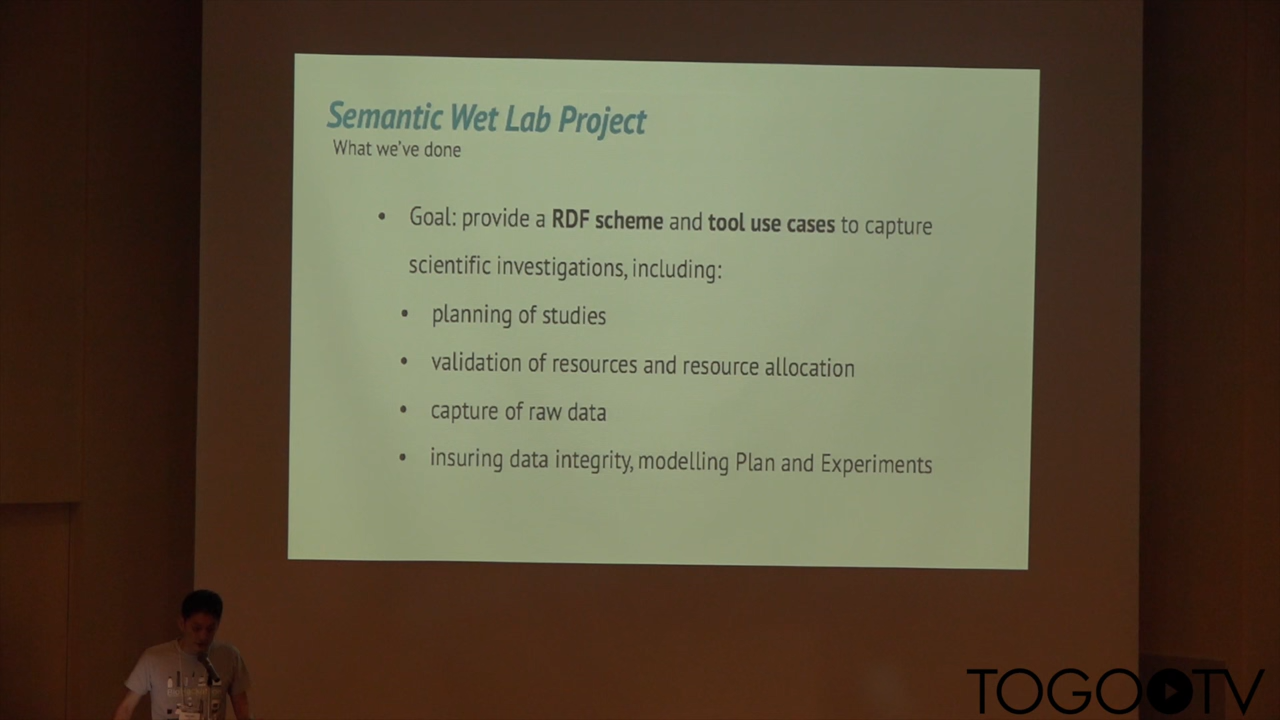 Semantic Wet Lab Project
What we've done
• Goal: provide a RDF scheme and tool use cases to capture
scientific investigations, including:
• planning of studies
• validation of resources and resource allocation
• capture of raw data
• insuring data integrity, modelling Plan and Experiments
TOGOTV